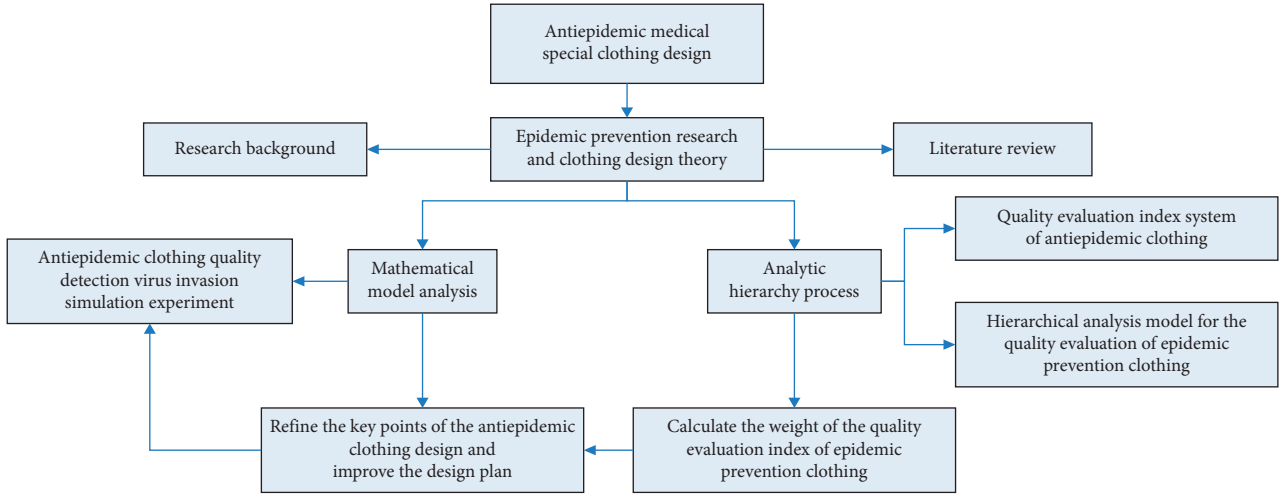 Antiepidemic medical
special clothing design
Research background
Epidemic prevention research
and clothing design theory
Literature review
Quality evaluation index system
of antiepidemic clothing
Antiepidemic clothing quality
detection virus invasion
simulation experiment
Mathematical
model analysis
Analytic
hierarchy process
Hierarchical analysis model for the
quality evaluation of epidemic
prevention clothing
Refine the key points of the antiepidemic
clothing design and
improve the design plan
Calculate the weight of the quality
evaluation index of epidemic
prevention clothing